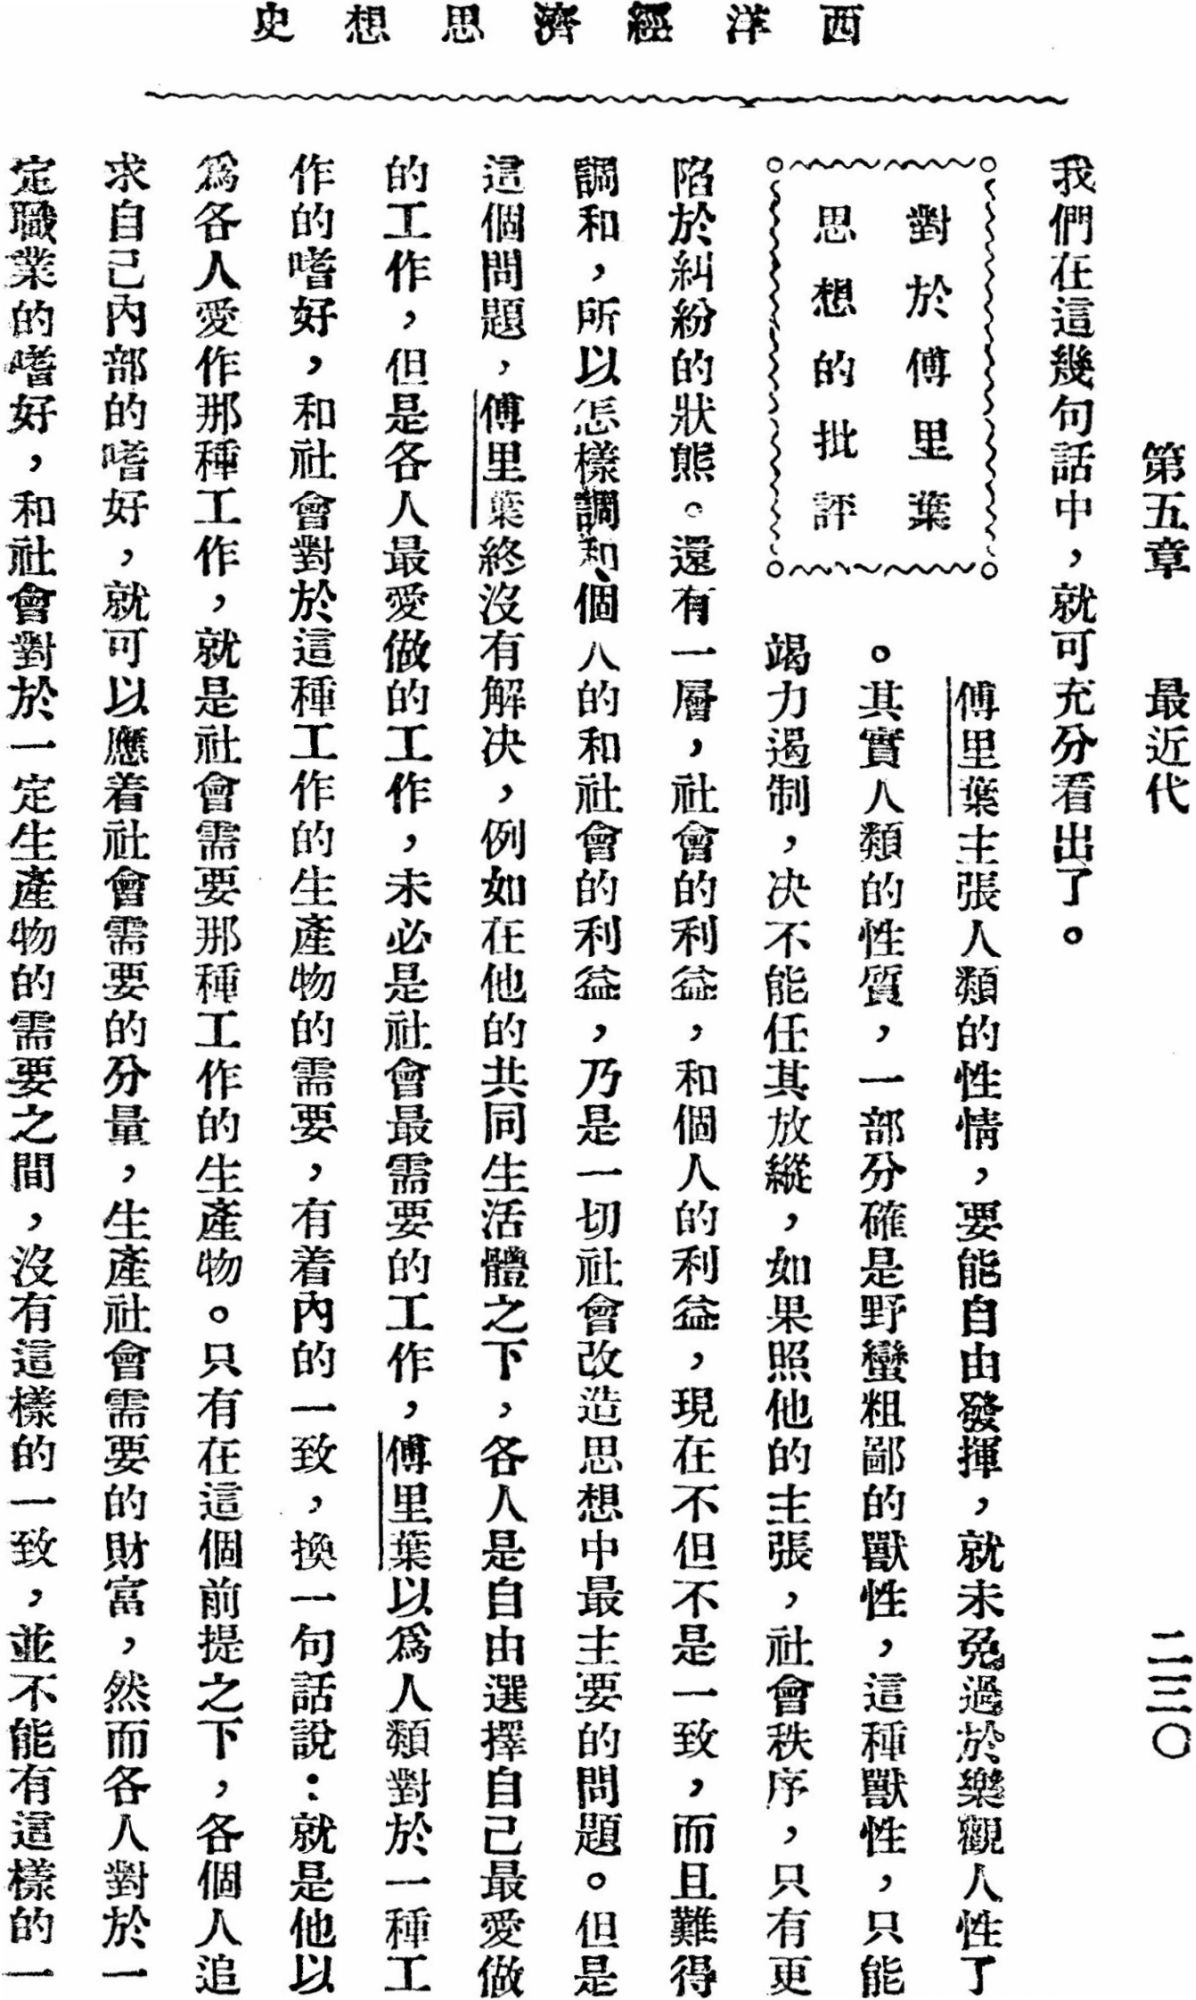 西洋經濟思想史
第五章　最近代　二三〇
我們在這幾句話中，就可充分看出了。
對於傅里葉
思想的批評
傅里葉主張人類的性情，要能自由發揮，就未免過於樂觀人性了
。其實人類的性質，一部分確是野蠻粗鄙的獸性，這種獸性，只能
竭力遏制，决不能任其放縱，如果照他的主張，社會秩序，只有更
陷於糾紛的狀態。還有一層，社會的利益，和個人的利益，現在不但不是一致，而且難得
調和，所以怎樣調和、個人的和社會的利益，乃是一切社會改造思想中最主要的問題。但是
這個問題，傅里葉終沒有解决，例如在他的共同生活體之下，各人是自由選擇自己最愛做
的工作，但是各人最愛做的工作，未必是社會最需要的工作，傅里葉以爲人類對於一種工
作的嗜好，和社會對於這種工作的生產物的需要，有着內的一致，換一句話說：就是他以
爲各人愛作那種工作，就是社會需要那種工作的生產物。只有在這個前提之下，各個人追
求自己內部的嗜好，就可以應着社會需要的分量，生產社會需要的財富，然而各人對於一
定職業的嗜好，和社會對於一定生產物的需要之間，沒有這樣的一致，並不能有這樣的一